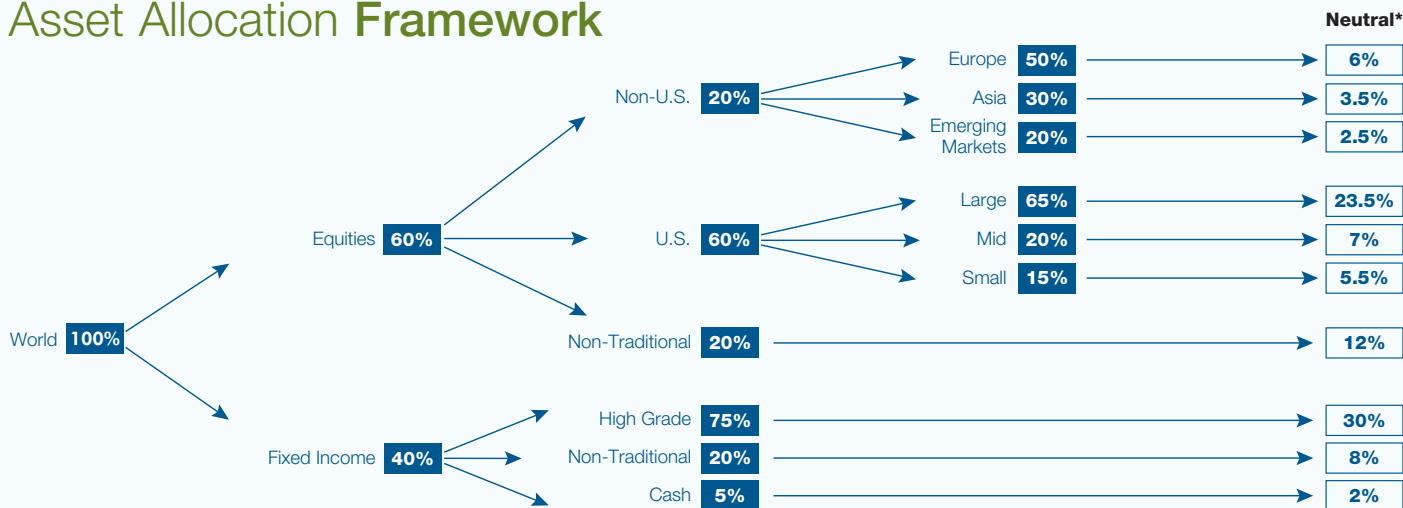 Asset Allocation Framework
Neutral*
Europe 50% 6%
Non-U.S. 20%
Asia 30% 3.5%
Emerging
Markets 20% 2.5%
Large 65% 23.5%
Equities 60%
U.S. 60%
Mid 20% 7%
Small 15% 5.5%
World 100%
Non-Traditional 20% 12%
High Grade 75% 30%
Fixed Income 40%
Non-Traditional 20% 8%
Cash 5% 2%